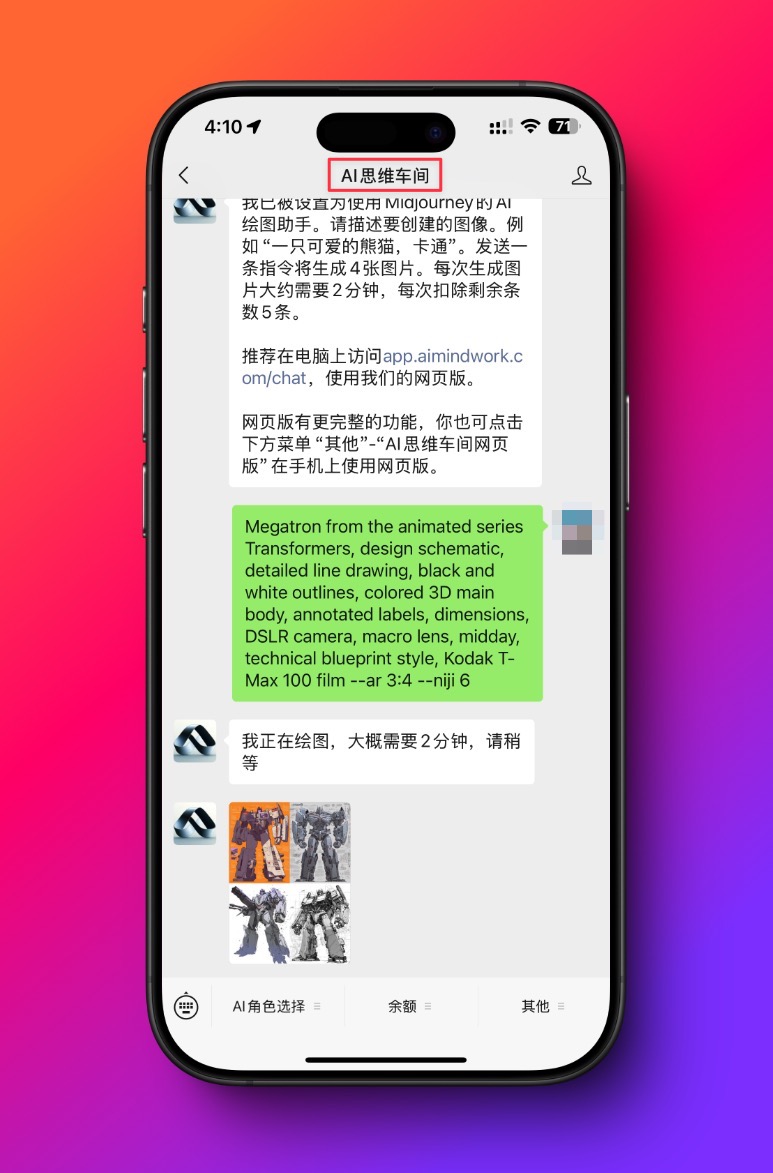 4:10
71
AI思维车间
我已被设置为使用Midjourney的AI
绘图助手。请描述要创建的图像。例
如“一只可爱的熊猫，卡通”。发送一
条指令将生成4张图片。每次生成图
片大约需要2分钟，每次扣除剩余条
数5条。
推荐在电脑上访问app.aimindwork.c
om/chat，使用我们的网页版。
网页版有更完整的功能，你也可点击
下方菜单“其他”-“AI思维车间网页
版”在手机上使用网页版。
Megatron from the animated series
Transformers, design schematic,
detailed line drawing, black and
white outlines, colored 3D main
body, annotated labels, dimensions,
DSLR camera, macro lens, midday,
technical blueprint style, Kodak T-
Max 100 film --ar 3:4 --niji 6
我正在绘图，大概需要2分钟，请稍
等
AI角色选择
余额
其他